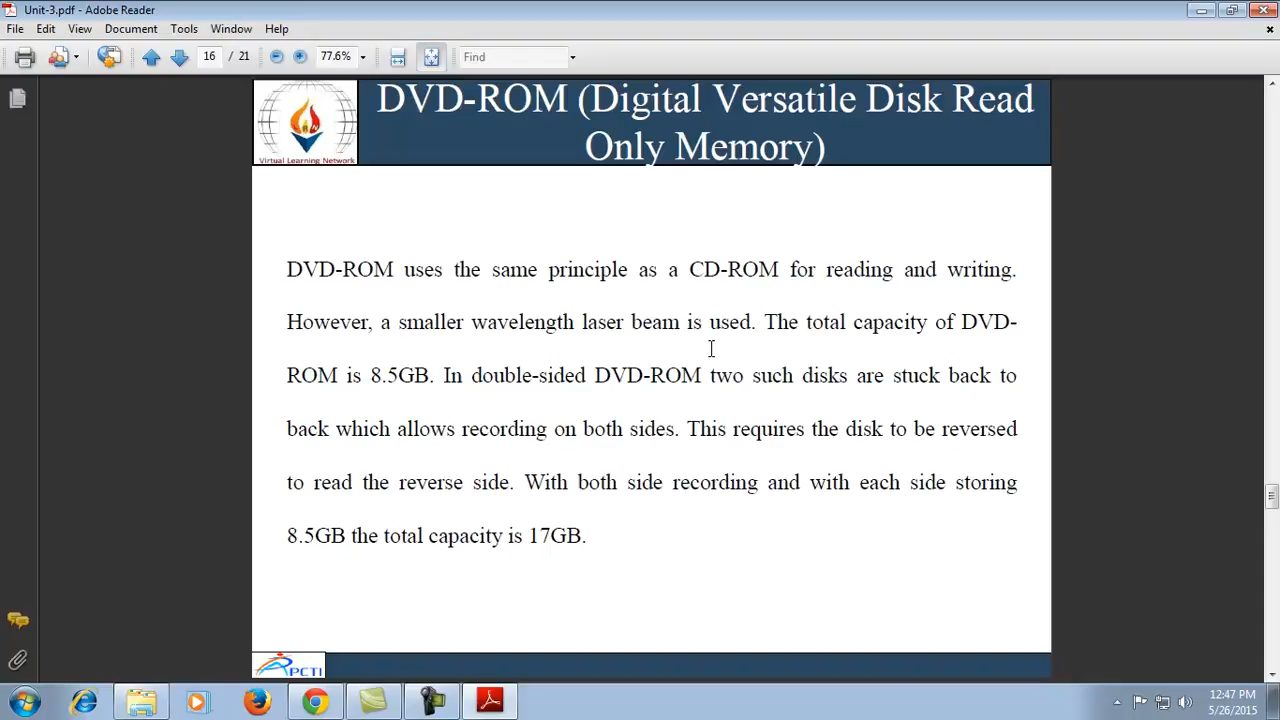 Unit-3.pdf - Adobe Reader
File Edit View Document Tools Window Help
16 / 21 77.6% Find
DVD-ROM (Digital Versatile Disk Read
Only Memory)
Virtual Learning Network
DVD-ROM uses the same principle as a CD-ROM for reading and writing.
However, a smaller wavelength laser beam is used. The total capacity of DVD-
ROM is 8.5GB. In double-sided DVD-ROM two such disks are stuck back to
back which allows recording on both sides. This requires the disk to be reversed
to read the reverse side. With both side recording and with each side storing
8.5GB the total capacity is 17GB.
PCTI
12:47 PM
5/26/2015